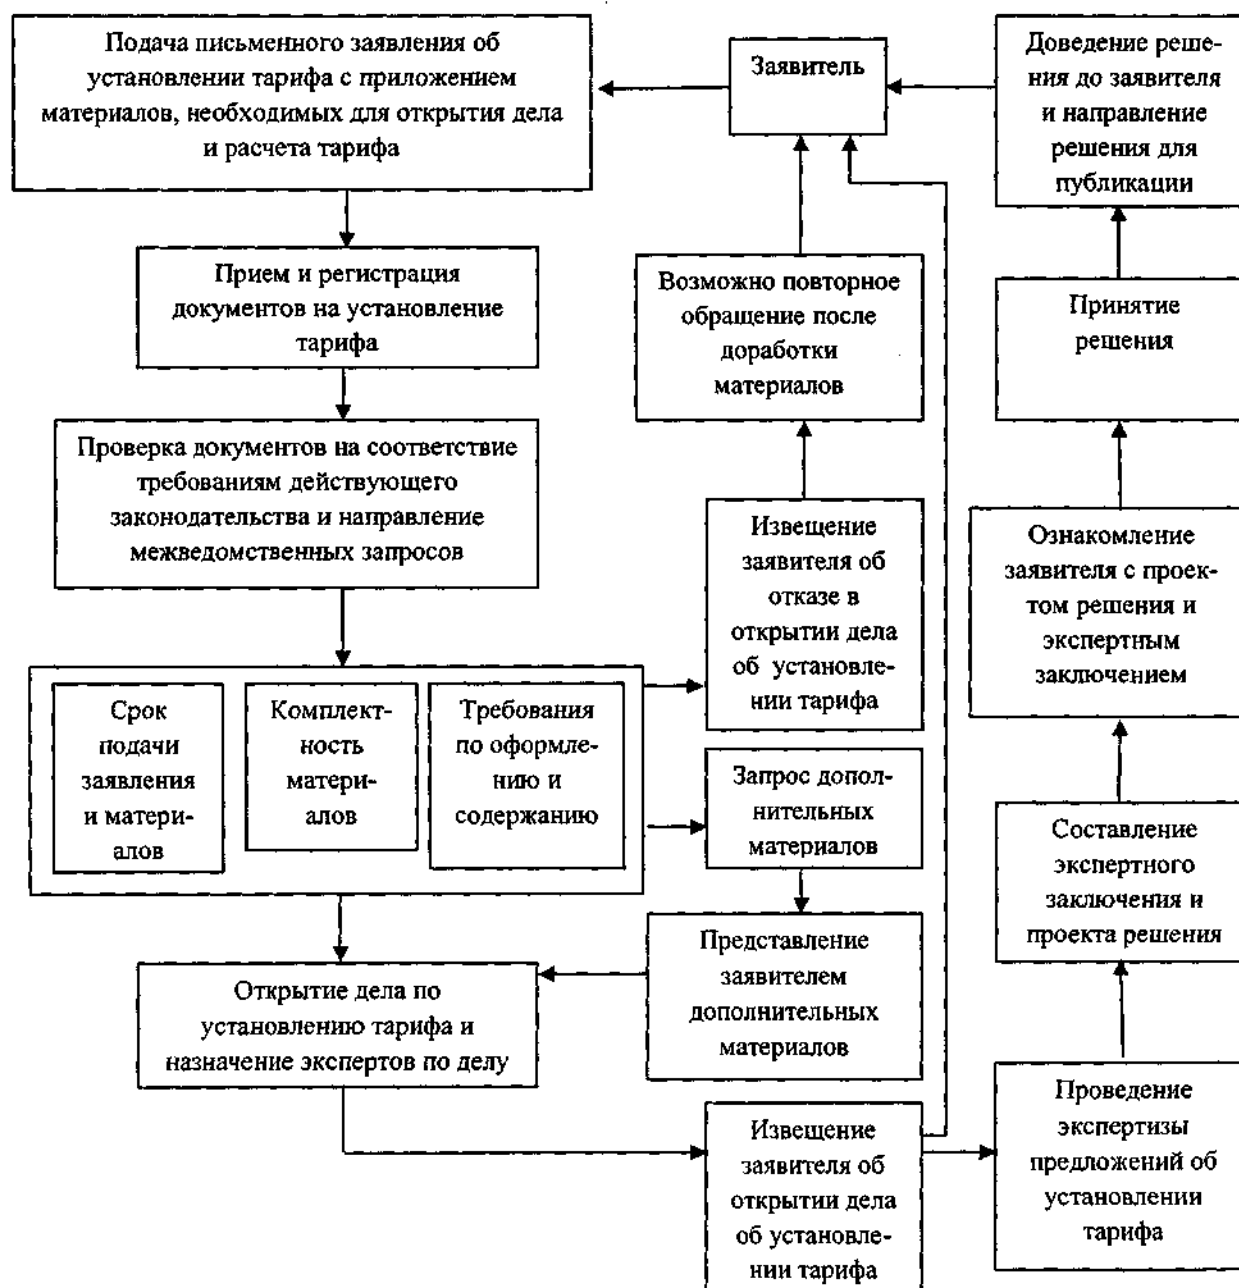 Подача письменного заявления об
установлении тарифа с приложением
материалов, необходимых для открытия дела
и расчета тарифа
Заявитель
Доведение реше-
ния до заявителя
и направление
решения для
публикации
Прием и регистрация
документов на установление
тарифа
Возможно повторное
обращение после
доработки
материалов
Принятие
решения
Проверка документов на соответствие
требованиям действующего
законодательства и направление
межведомственных запросов
Извещение
заявителя об
отказе в
открытии дела
об установле-
нии тарифа
Ознакомление
заявителя с проек-
том решения и
экспертным
заключением
Срок
подачи
заявления
и матери-
алов
Комплект-
ность
матери-
алов
Требования
по оформле-
нию и
содержанию
Запрос допол-
нительных
материалов
Составление
экспертного
заключения и
проекта решения
Представление
заявителем
дополнительных
материалов
Открытие дела по
установлению тарифа и
назначение экспертов по делу
Извещение
заявителя об
открытии дела
об установле-
нии тарифа
Проведение
экспертизы
предложений об
установлении
тарифа